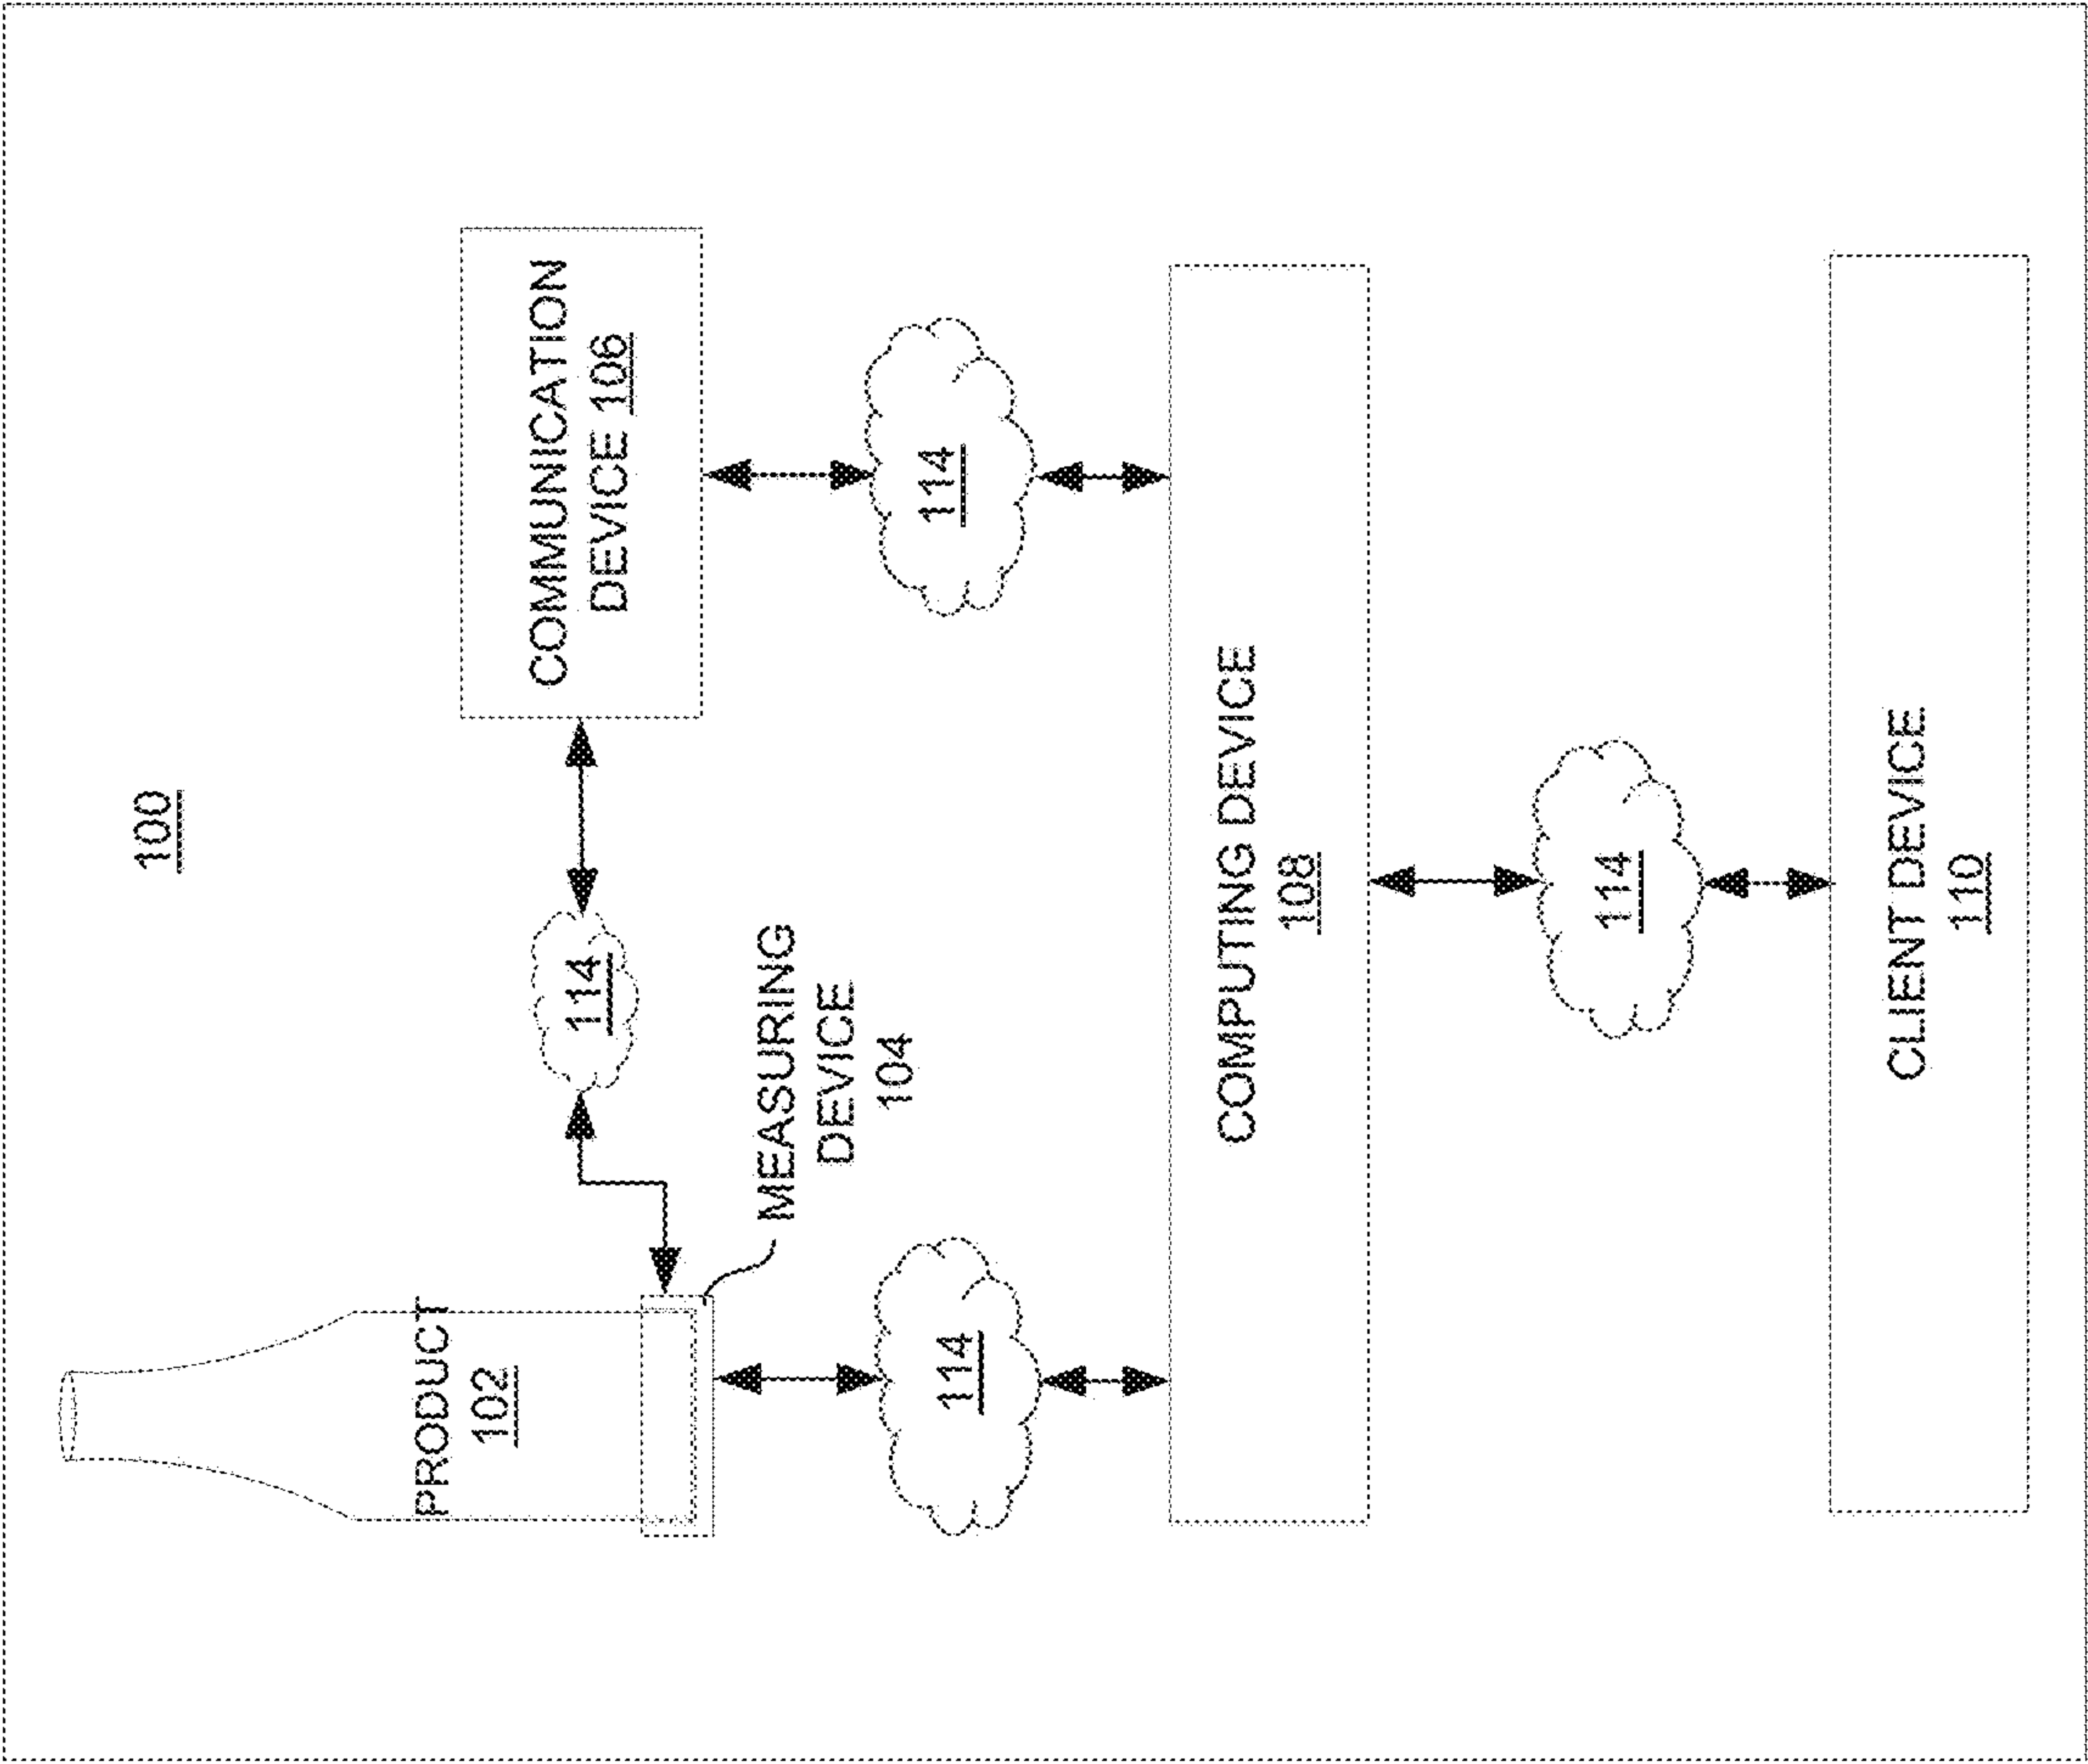 100
PRODUCT
102
114
COMMUNICATION
DEVICE 106
MEASURING
DEVICE
104
114
114
COMPUTING DEVICE
108
114
CLIENT DEVICE
110